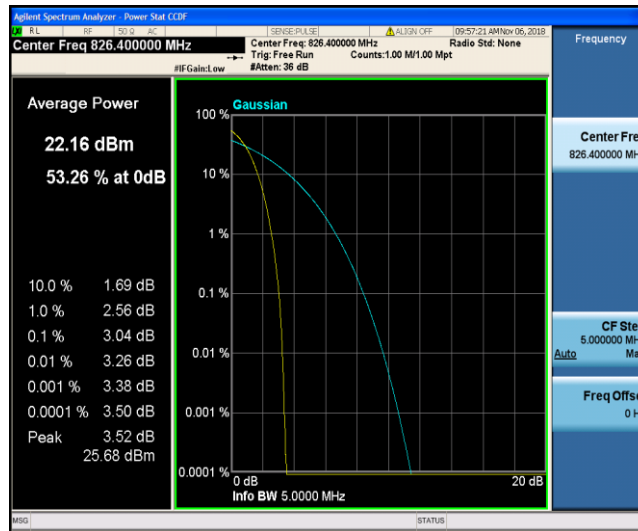 Agilent Spectrum Analyzer - Power Stat CCDF
RL RF 50 Ω AC SENSE:PULSE ALIGN OFF 09:57:21 AM Nov 06, 2018
Center Freq 826.400000 MHz
Center Freq: 826.400000 MHz Radio Std: None
Trig: Free Run Counts:1.00 M/1.00 Mpt
#IFGain:Low #Atten: 36 dB
Frequency
Average Power
22.16 dBm
53.26 % at 0dB
10.0 % 1.69 dB
1.0 % 2.56 dB
0.1 % 3.04 dB
0.01 % 3.26 dB
0.001 % 3.38 dB
0.0001 % 3.50 dB
Peak 3.52 dB
25.68 dBm
Gaussian
100 %
10 %
1 %
0.1 %
0.01 %
0.001 %
0.0001 %
0 dB 20 dB
Info BW 5.0000 MHz
Center Fre
826.400000 MH
CF Ste
5.000000 MH
Auto Ma
Freq Offse
0 H
MSG STATUS